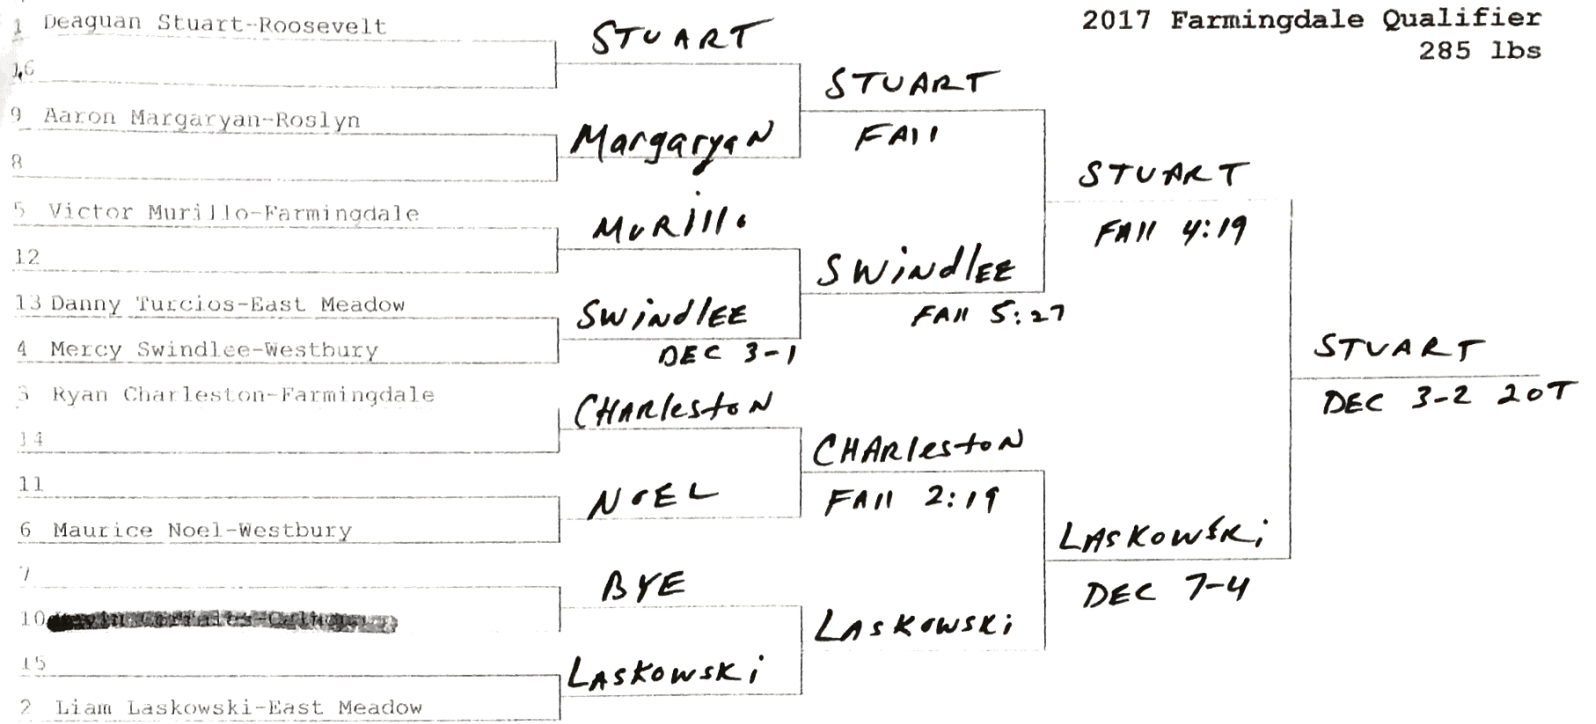 2017 Farmingdale Qualifier
285 lbs
1 Deaguan Stuart-Roosevelt
16
9 Aaron Margaryan-Roslyn
8
5 Victor Murillo-Farmingdale
12
13 Danny Turcios-East Meadow
4 Mercy Swindlee-Westbury
3 Ryan Charleston-Farmingdale
14
11
6 Maurice Noel-Westbury
7
10
15
2 Liam Laskowski-East Meadow
STUART
MargaryaN
MuRillo
SWiNdlEE
DEC 3-1
CHARlestoN
NOEL
BYE
LASKOWSKi
STUART
FAll
SWiNdlEE
FAll 5:27
CHARlestoN
FAll 2:19
LASKOWSKi
STUART
FAll 4:19
LASKOWSKi
DEC 7-4
STUART
DEC 3-2 2OT